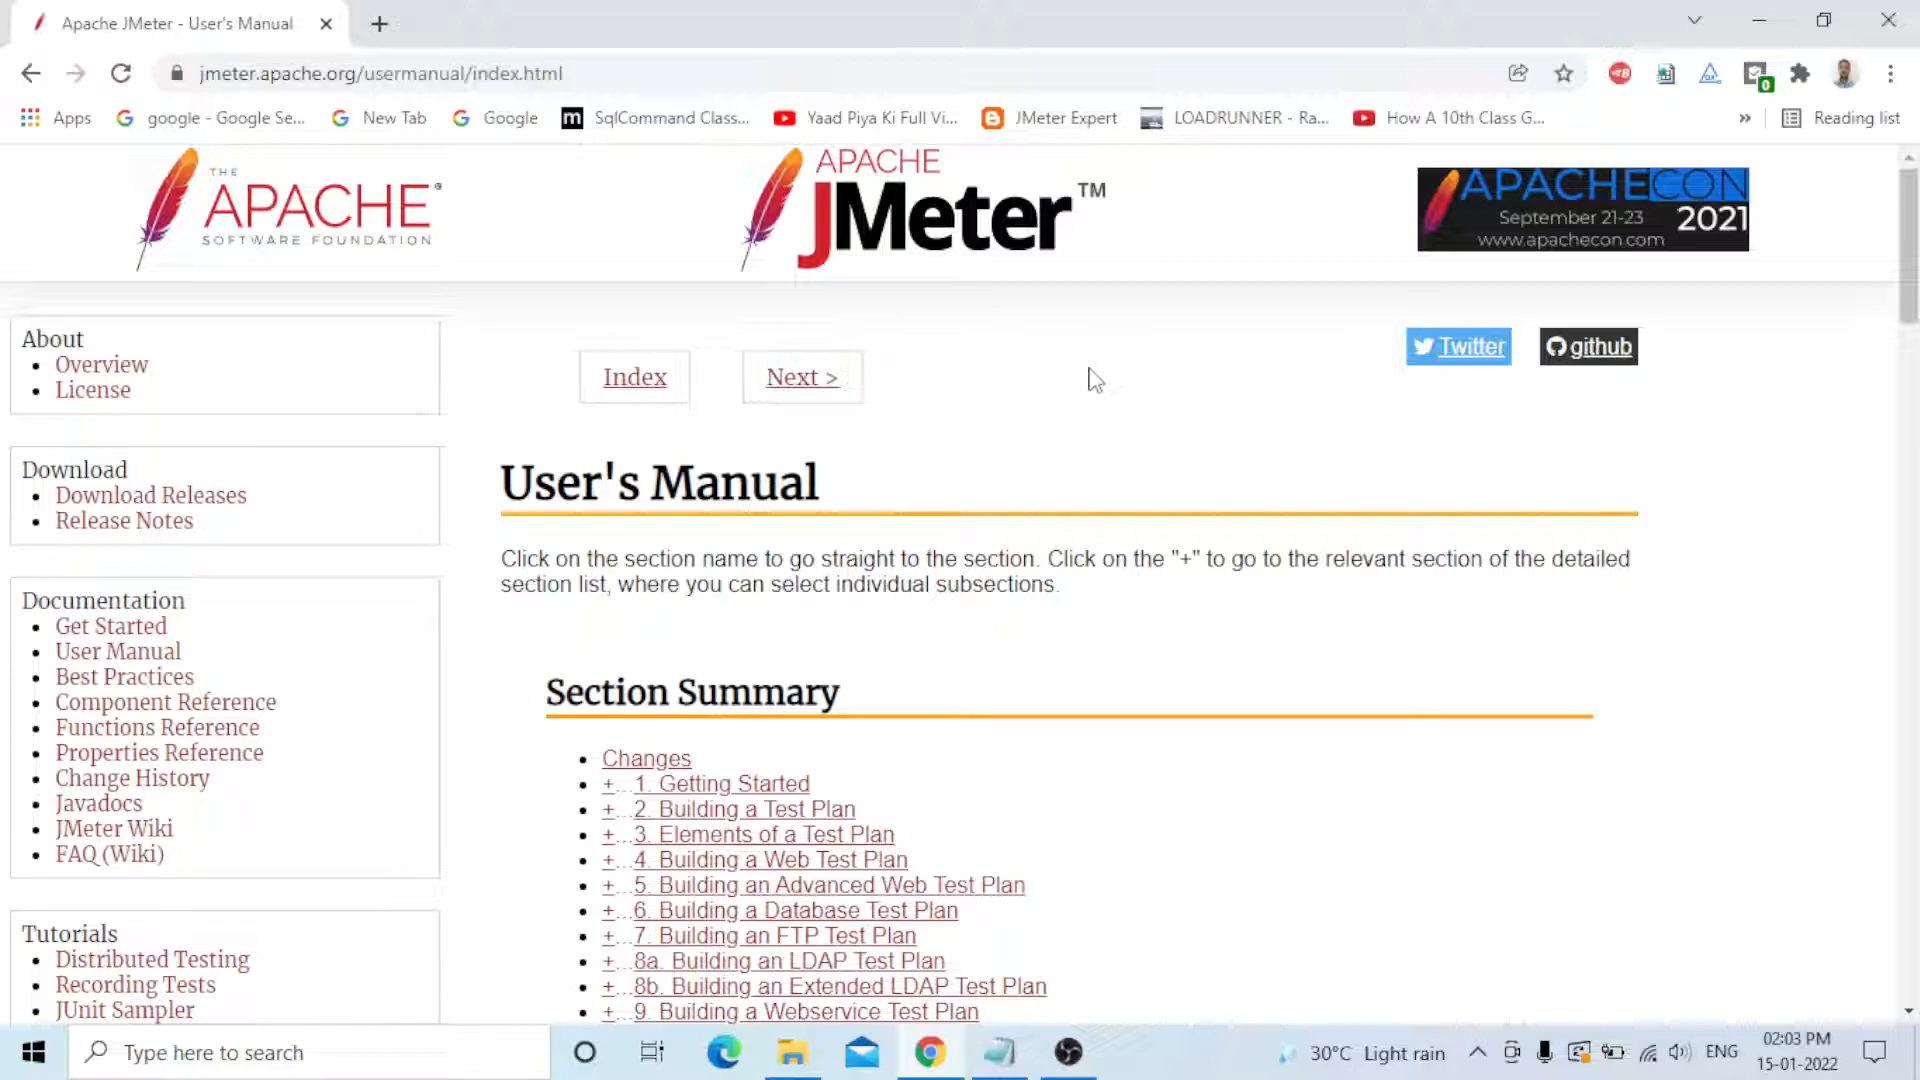 Apache JMeter - User's Manual
jmeter.apache.org/usermanual/index.html
Apps
google - Google Se...
New Tab
Google
SqlCommand Class...
Yaad Piya Ki Full Vi...
JMeter Expert
LOADRUNNER - Ra...
How A 10th Class G...
»
Reading list
THE
APACHE®
SOFTWARE FOUNDATION
APACHE
JMeter™
APACHECON
September 21-23
2021
www.apachecon.com
About
Overview
License
Download
Download Releases
Release Notes
Documentation
Get Started
User Manual
Best Practices
Component Reference
Functions Reference
Properties Reference
Change History
Javadocs
JMeter Wiki
FAQ (Wiki)
Tutorials
Distributed Testing
Recording Tests
JUnit Sampler
Twitter
github
Index
Next >
User's Manual
Click on the section name to go straight to the section. Click on the "+" to go to the relevant section of the detailed
section list, where you can select individual subsections.
Section Summary
Changes
+...1. Getting Started
+...2. Building a Test Plan
+...3. Elements of a Test Plan
+...4. Building a Web Test Plan
+...5. Building an Advanced Web Test Plan
+...6. Building a Database Test Plan
+...7. Building an FTP Test Plan
+...8a. Building an LDAP Test Plan
+...8b. Building an Extended LDAP Test Plan
+...9. Building a Webservice Test Plan
Type here to search
30°C Light rain
ENG
02:03 PM
15-01-2022